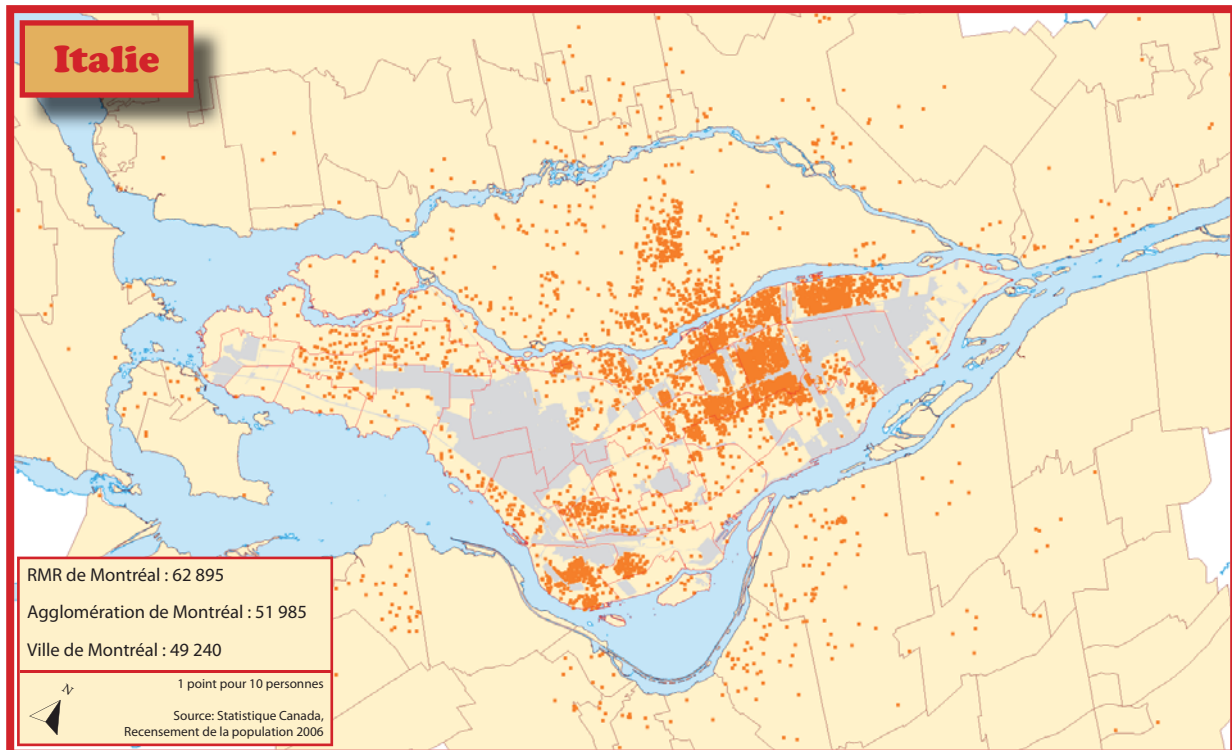 Italie
RMR de Montréal : 62 895
Agglomération de Montréal : 51 985
Ville de Montréal : 49 240
N
1 point pour 10 personnes
Source: Statistique Canada,
Recensement de la population 2006